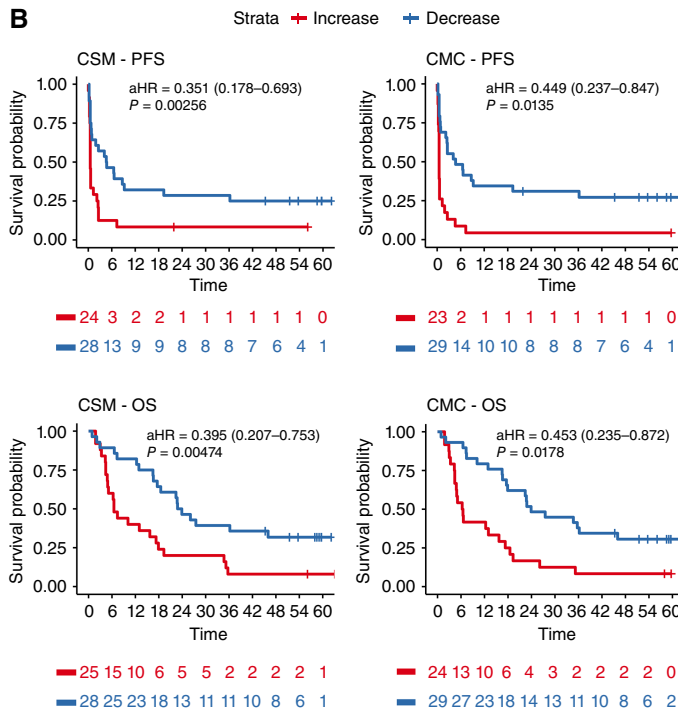 B
Strata Increase Decrease
CSM - PFS
aHR = 0.351 (0.178–0.693)
P = 0.00256
Survival probability
1.00
0.75
0.50
0.25
0.00
0 6 12 18 24 30 36 42 48 54 60
Time
24 3 2 2 1 1 1 1 1 1 0
28 13 9 9 8 8 8 7 6 4 1
CMC - PFS
aHR = 0.449 (0.237–0.847)
P = 0.0135
Survival probability
1.00
0.75
0.50
0.25
0.00
0 6 12 18 24 30 36 42 48 54 60
Time
23 2 1 1 1 1 1 1 1 1 0
29 14 10 10 8 8 8 7 6 4 1
CSM - OS
aHR = 0.395 (0.207–0.753)
P = 0.00474
Survival probability
1.00
0.75
0.50
0.25
0.00
0 6 12 18 24 30 36 42 48 54 60
Time
25 15 10 6 5 5 2 2 2 2 1
28 25 23 18 13 11 11 10 8 6 1
CMC - OS
aHR = 0.453 (0.235–0.872)
P = 0.0178
Survival probability
1.00
0.75
0.50
0.25
0.00
0 6 12 18 24 30 36 42 48 54 60
Time
24 13 10 6 4 3 2 2 2 2 0
29 27 23 18 14 13 11 10 8 6 2